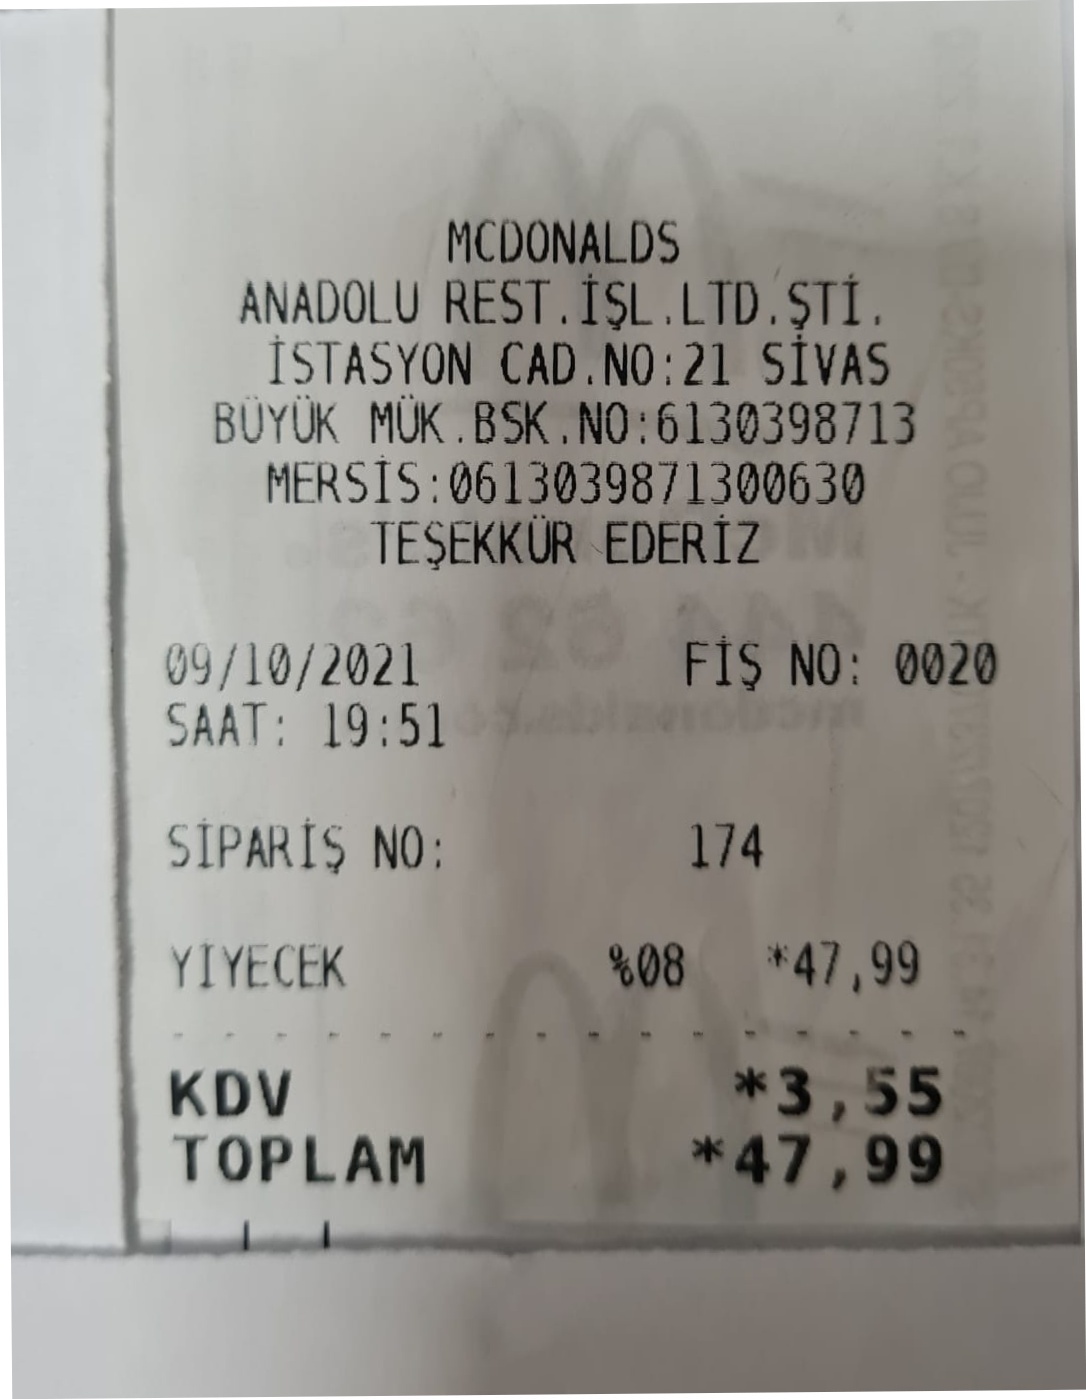 MCDONALDS
ANADOLU REST.İŞL.LTD.ŞTİ.
İSTASYON CAD.NO:21 SİVAS
BÜYÜK MÜK.BSK.NO:6130398713
MERSİS:0613039871300630
TEŞEKKÜR EDERİZ
09/10/2021 FİŞ NO: 0020
SAAT: 19:51
SİPARİŞ NO: 174
YİYECEK %08 *47,99
KDV *3,55
TOPLAM *47,99